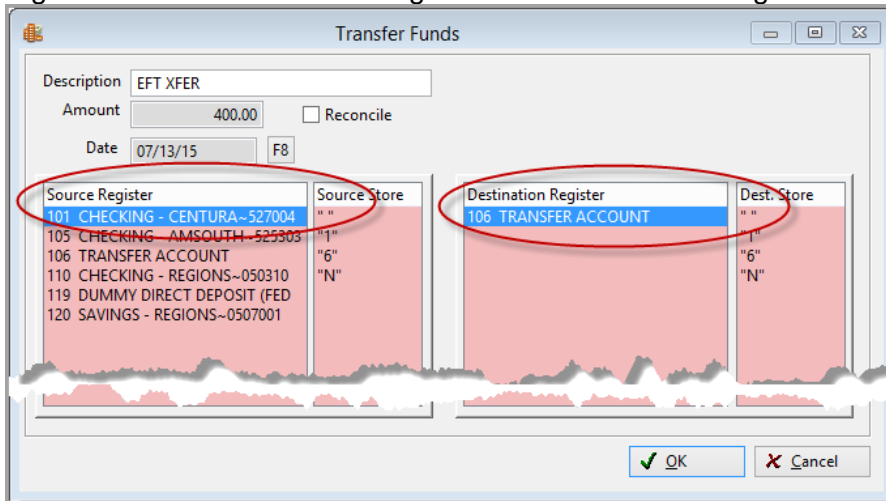 Transfer Funds
Description EFT XFER
Amount 400.00 Reconcile
Date 07/13/15 F8
Source Register Source Store Destination Register Dest. Store
101 CHECKING - CENTURA~527004 " " 106 TRANSFER ACCOUNT " "
105 CHECKING - AMSOUTH~525303 "1" "1"
106 TRANSFER ACCOUNT "6" "6"
110 CHECKING - REGIONS~050310 "N" "N"
119 DUMMY DIRECT DEPOSIT (FED
120 SAVINGS - REGIONS~0507001
OK Cancel